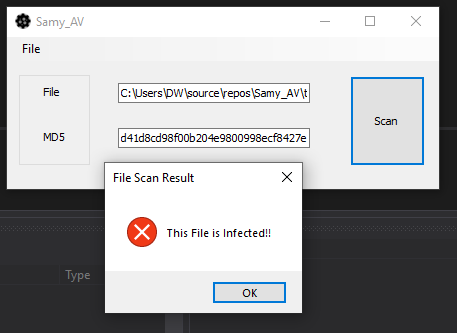 Samy_AV
File
File
C:\Users\DW\source\repos\Samy_AV\t
MD5
d41d8cd98f00b204e9800998ecf8427e
Scan
File Scan Result
This File is Infected!!
OK
Type